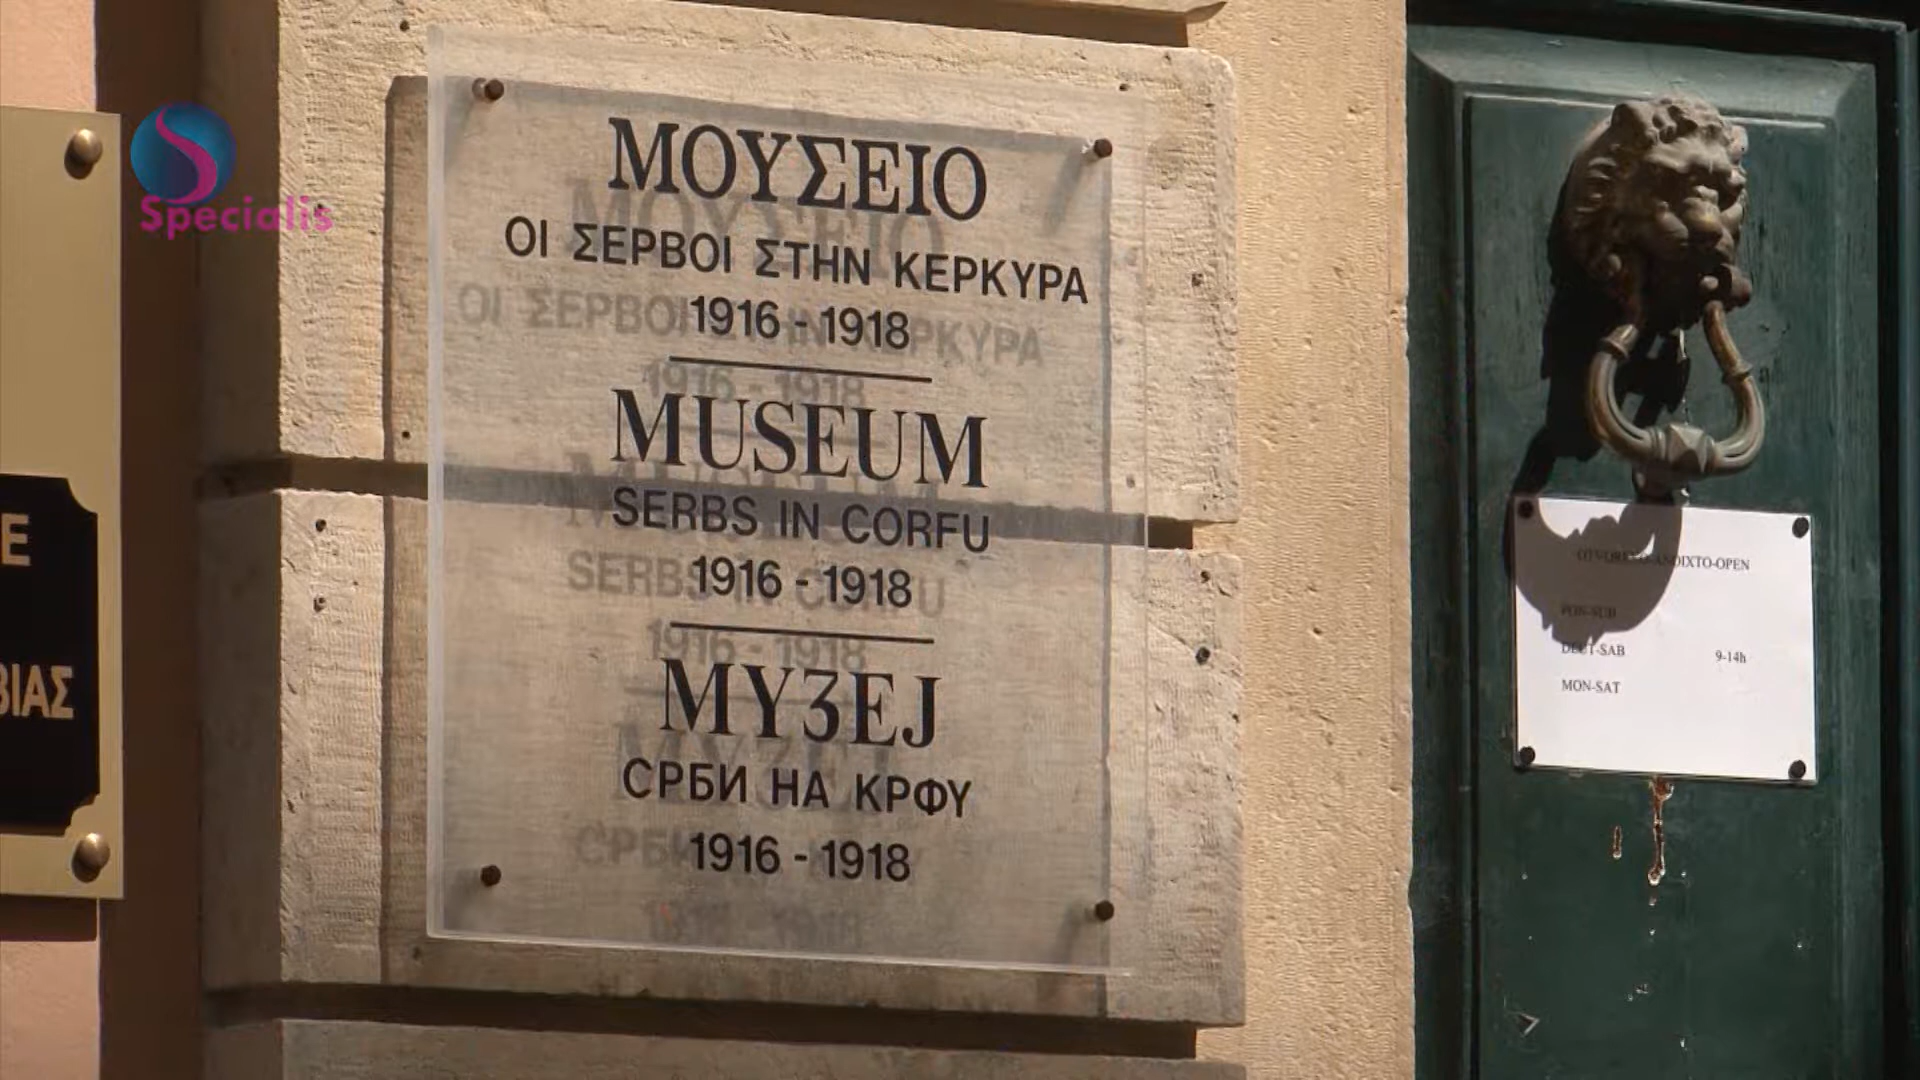 Specialis
ΜΟΥΣΕΙΟ
ΟΙ ΣΕΡΒΟΙ ΣΤΗΝ ΚΕΡΚΥΡΑ
1916 - 1918
MUSEUM
SERBS IN CORFU
1916 - 1918
МУЗЕЈ
СРБИ НА КРФУ
1916 - 1918
Ε
ΒΙΑΣ
OTVORENO-ANOIXTO-OPEN
PON-SUB
DEUT-SAB
9-14h
MON-SAT